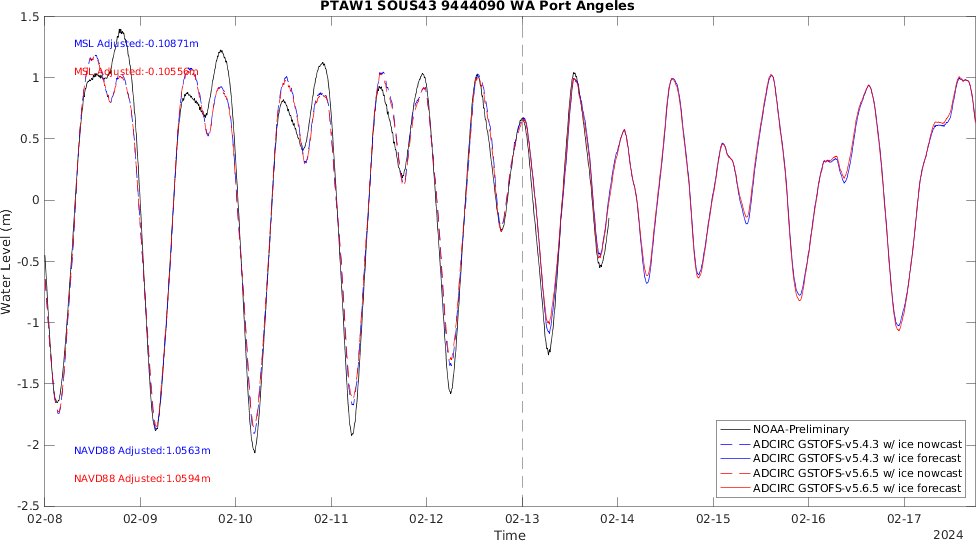 PTAW1 SOUS43 9444090 WA Port Angeles
1.5
1
0.5
0
-0.5
-1
-1.5
-2
-2.5
Water Level (m)
MSL Adjusted:-0.10871m
MSL Adjusted:-0.10556m
NAVD88 Adjusted:1.0563m
NAVD88 Adjusted:1.0594m
NOAA-Preliminary
ADCIRC GSTOFS-v5.4.3 w/ ice nowcast
ADCIRC GSTOFS-v5.4.3 w/ ice forecast
ADCIRC GSTOFS-v5.6.5 w/ ice nowcast
ADCIRC GSTOFS-v5.6.5 w/ ice forecast
02-08 02-09 02-10 02-11 02-12 02-13 02-14 02-15 02-16 02-17
Time
2024